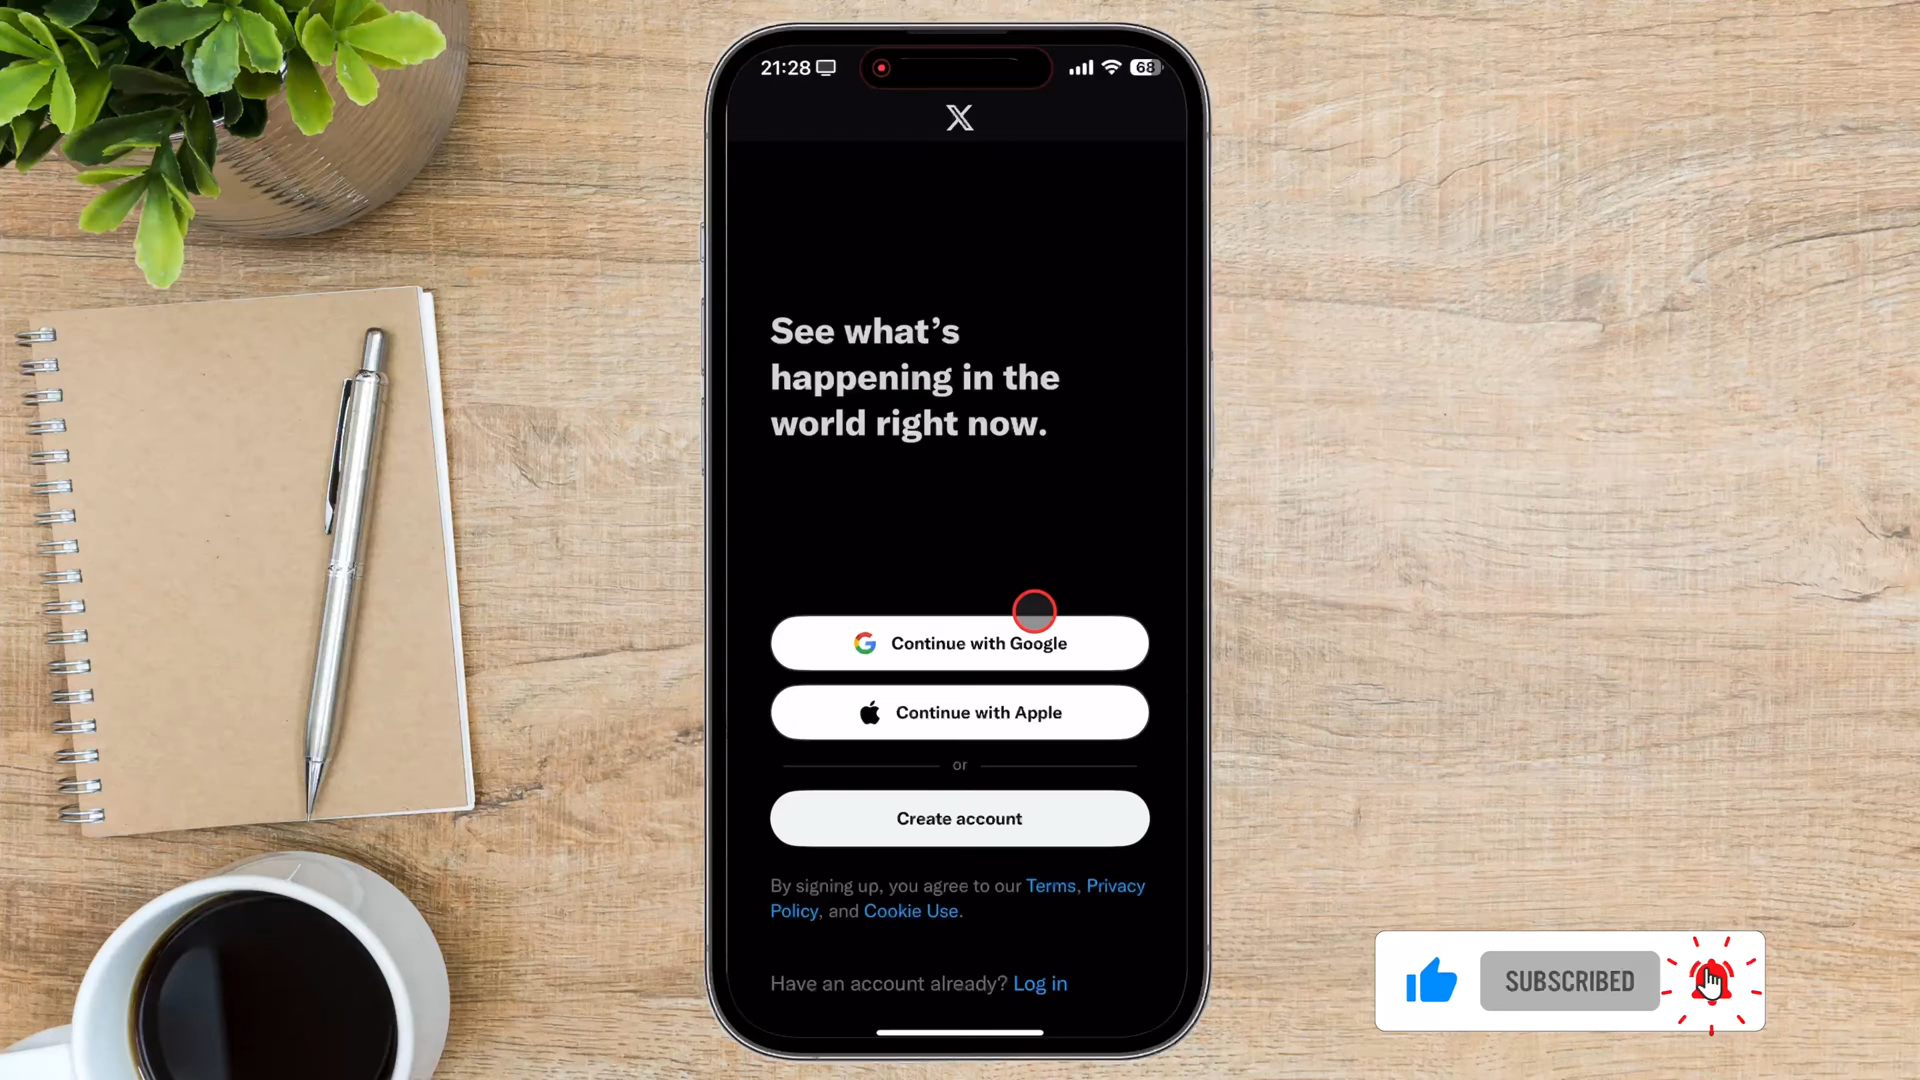 21:28
68
X
See what's
happening in the
world right now.
Continue with Google
Continue with Apple
or
Create account
By signing up, you agree to our Terms, Privacy
Policy, and Cookie Use.
Have an account already? Log in
SUBSCRIBED